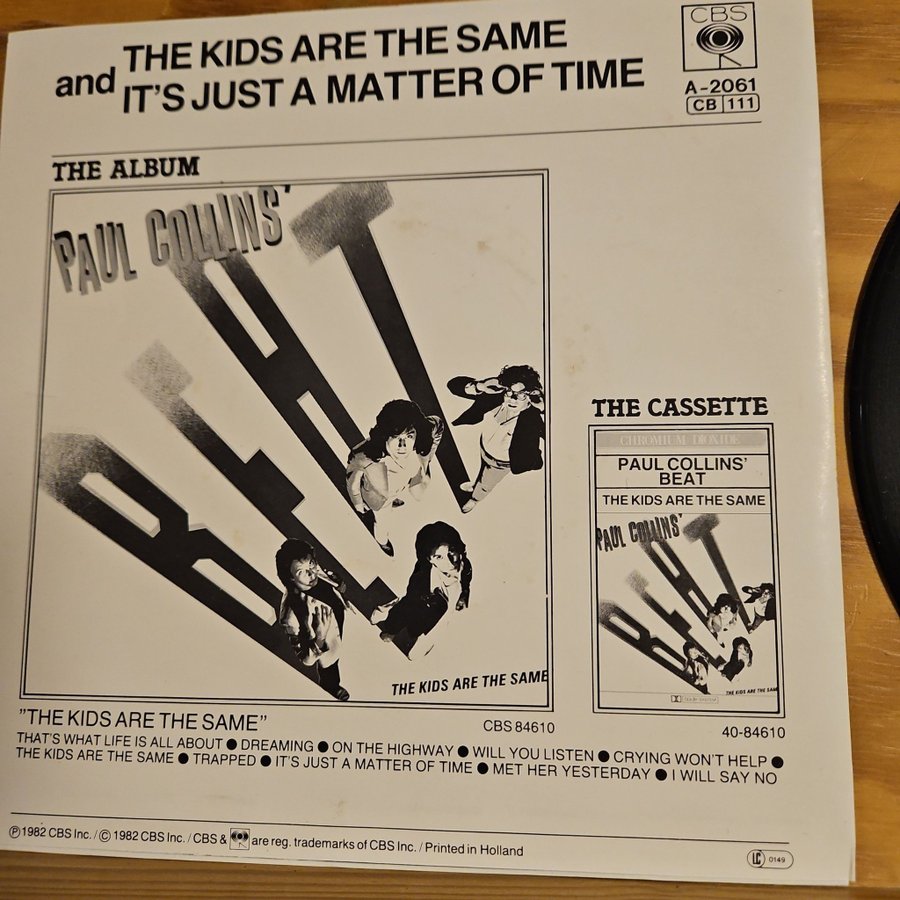 and THE KIDS ARE THE SAME
IT'S JUST A MATTER OF TIME
CBS
A-2061
CB 111
THE ALBUM
PAUL COLLINS'
BEAT
THE KIDS ARE THE SAME
THE CASSETTE
CHROMIUM DIOXIDE
PAUL COLLINS'
BEAT
THE KIDS ARE THE SAME
PAUL COLLINS'
BEAT
THE KIDS ARE THE SAME
"THE KIDS ARE THE SAME"
CBS 84610
40-84610
THAT'S WHAT LIFE IS ALL ABOUT ● DREAMING ● ON THE HIGHWAY ● WILL YOU LISTEN ● CRYING WON'T HELP ●
THE KIDS ARE THE SAME ● TRAPPED ● IT'S JUST A MATTER OF TIME ● MET HER YESTERDAY ● I WILL SAY NO
Ⓟ 1982 CBS Inc. / © 1982 CBS Inc. / CBS & are reg. trademarks of CBS Inc. / Printed in Holland
LC 0149